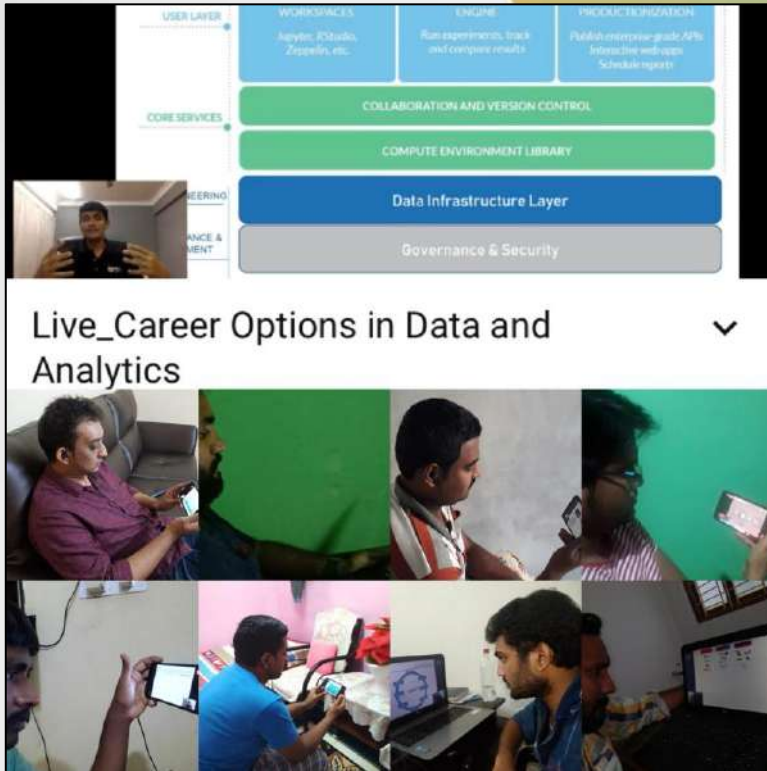 USER LAYER
WORKSPACES
Jupyter, RStudio,
Zeppelin, etc.
ENGINE
Run experiments, track
and compare results
PRODUCTIONIZATION
Publish enterprise-grade APIs
Interactive web apps
Schedule reports
CORE SERVICES
COLLABORATION AND VERSION CONTROL
COMPUTE ENVIRONMENT LIBRARY
NEERING
Data Infrastructure Layer
ANCE &
MENT
Governance & Security
Live_Career Options in Data and
Analytics